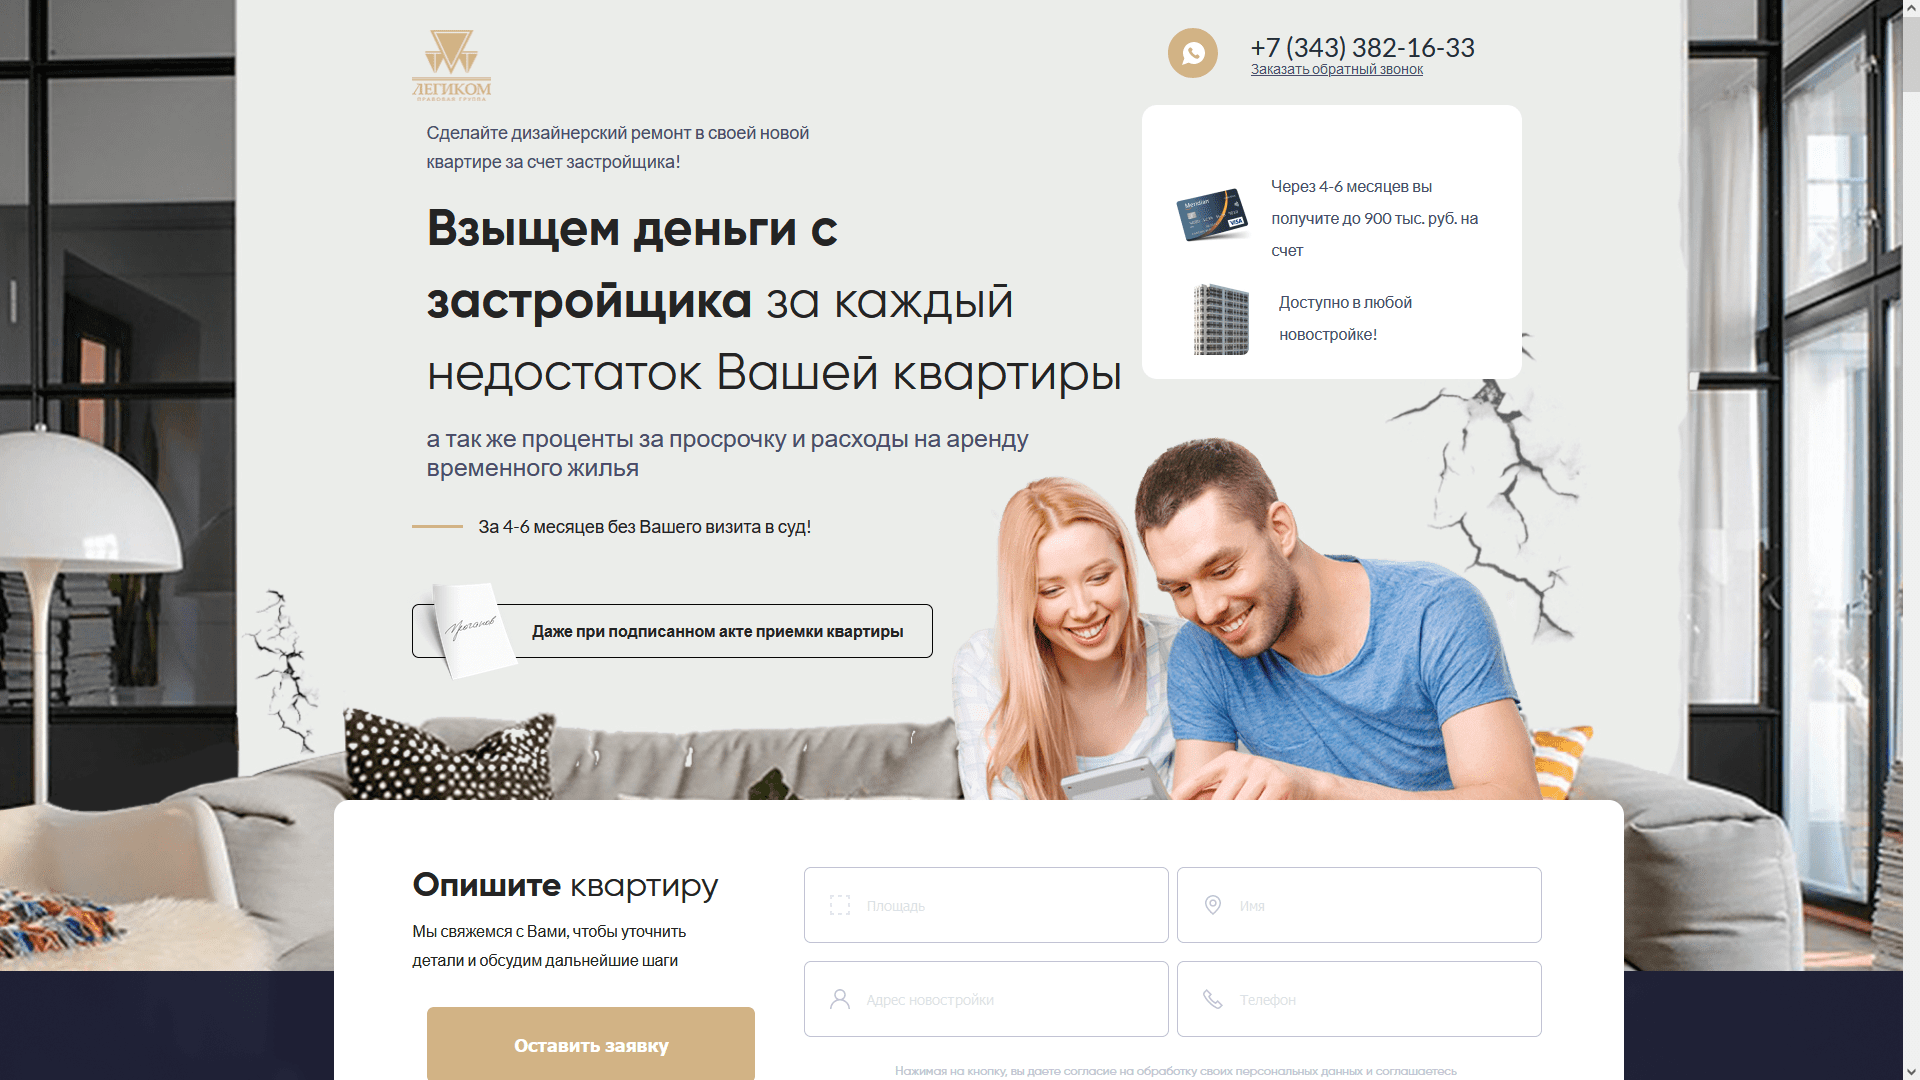 ЛЕГИКОМ
ПРАВОВАЯ ГРУППА
+7 (343) 382-16-33
Заказать обратный звонок
Сделайте дизайнерский ремонт в своей новой
квартире за счет застройщика!
Взыщем деньги с
застройщика за каждый
недостаток Вашей квартиры
а так же проценты за просрочку и расходы на аренду
временного жилья
За 4-6 месяцев без Вашего визита в суд!
Даже при подписанном акте приемки квартиры
Meridian
VISA
Через 4-6 месяцев вы
получите до 900 тыс. руб. на
счет
Доступно в любой
новостройке!
Опишите квартиру
Мы свяжемся с Вами, чтобы уточнить
детали и обсудим дальнейшие шаги
Оставить заявку
Площадь
Имя
Адрес новостройки
Телефон
Нажимая на кнопку, вы даете согласие на обработку своих персональных данных и соглашаетесь